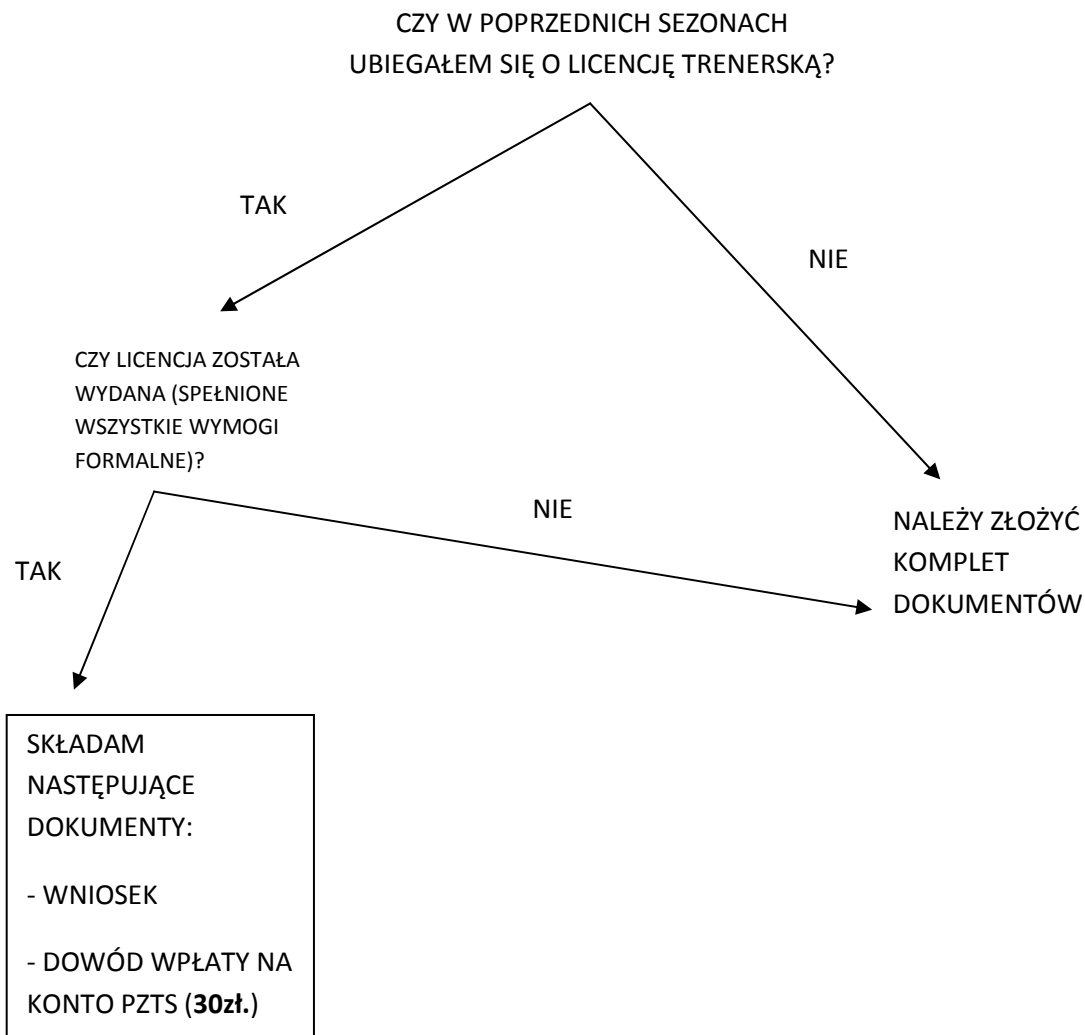 CZY W POPRZEDNICH SEZONACH
UBIEGAŁEM SIĘ O LICENCJĘ TRENERSKĄ?
TAK
NIE
CZY LICENCJA ZOSTAŁA
WYDANA (SPEŁNIONE
WSZYSTKIE WYMOGI
FORMALNE)?
NIE
NALEŻY ZŁOŻYĆ
KOMPLET
DOKUMENTÓW
TAK
SKŁADAM
NASTĘPUJĄCE
DOKUMENTY:
- WNIOSEK
- DOWÓD WPŁATY NA
KONTO PZTS (30zł.)